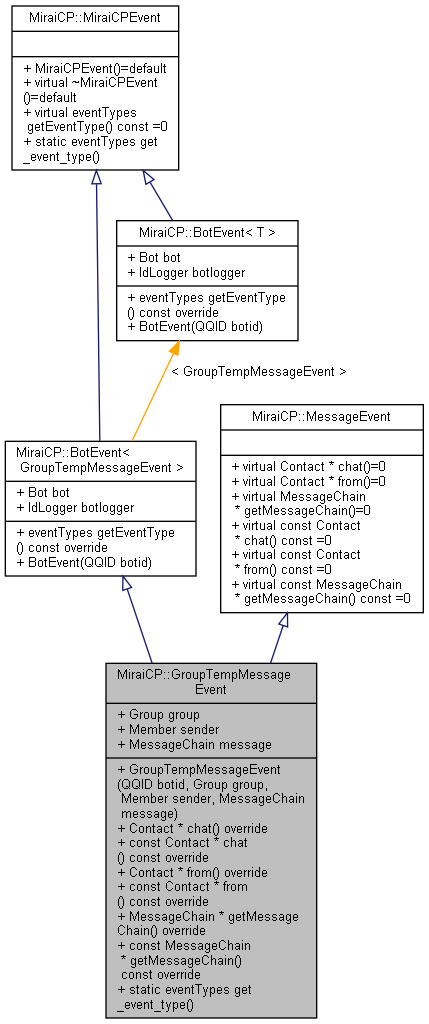 MiraiCP::MiraiCPEvent
+ MiraiCPEvent()=default
+ virtual ~MiraiCPEvent
()=default
+ virtual eventTypes
getEventType() const =0
+ static eventTypes get
_event_type()
MiraiCP::BotEvent< T >
+ Bot bot
+ IdLogger botlogger
+ eventTypes getEventType
() const override
+ BotEvent(QQID botid)
< GroupTempMessageEvent >
MiraiCP::BotEvent<
GroupTempMessageEvent >
+ Bot bot
+ IdLogger botlogger
+ eventTypes getEventType
() const override
+ BotEvent(QQID botid)
MiraiCP::MessageEvent
+ virtual Contact * chat()=0
+ virtual Contact * from()=0
+ virtual MessageChain
* getMessageChain()=0
+ virtual const Contact
* chat() const =0
+ virtual const Contact
* from() const =0
+ virtual const MessageChain
* getMessageChain() const =0
MiraiCP::GroupTempMessage
Event
+ Group group
+ Member sender
+ MessageChain message
+ GroupTempMessageEvent
(QQID botid, Group group,
Member sender, MessageChain
message)
+ Contact * chat() override
+ const Contact * chat
() const override
+ Contact * from() override
+ const Contact * from
() const override
+ MessageChain * getMessage
Chain() override
+ const MessageChain
* getMessageChain()
const override
+ static eventTypes get
_event_type()